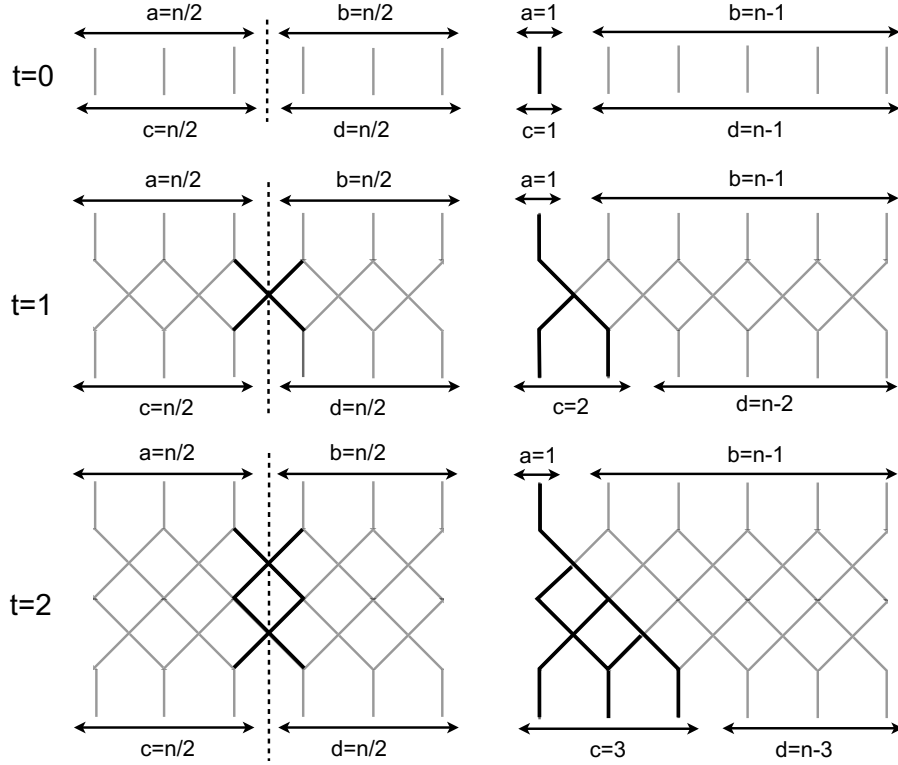 a=n/2 b=n/2 a=1 b=n-1
t=0
c=n/2 d=n/2 c=1 d=n-1
a=n/2 b=n/2 a=1 b=n-1
t=1
c=n/2 d=n/2 c=2 d=n-2
a=n/2 b=n/2 a=1 b=n-1
t=2
c=n/2 d=n/2 c=3 d=n-3